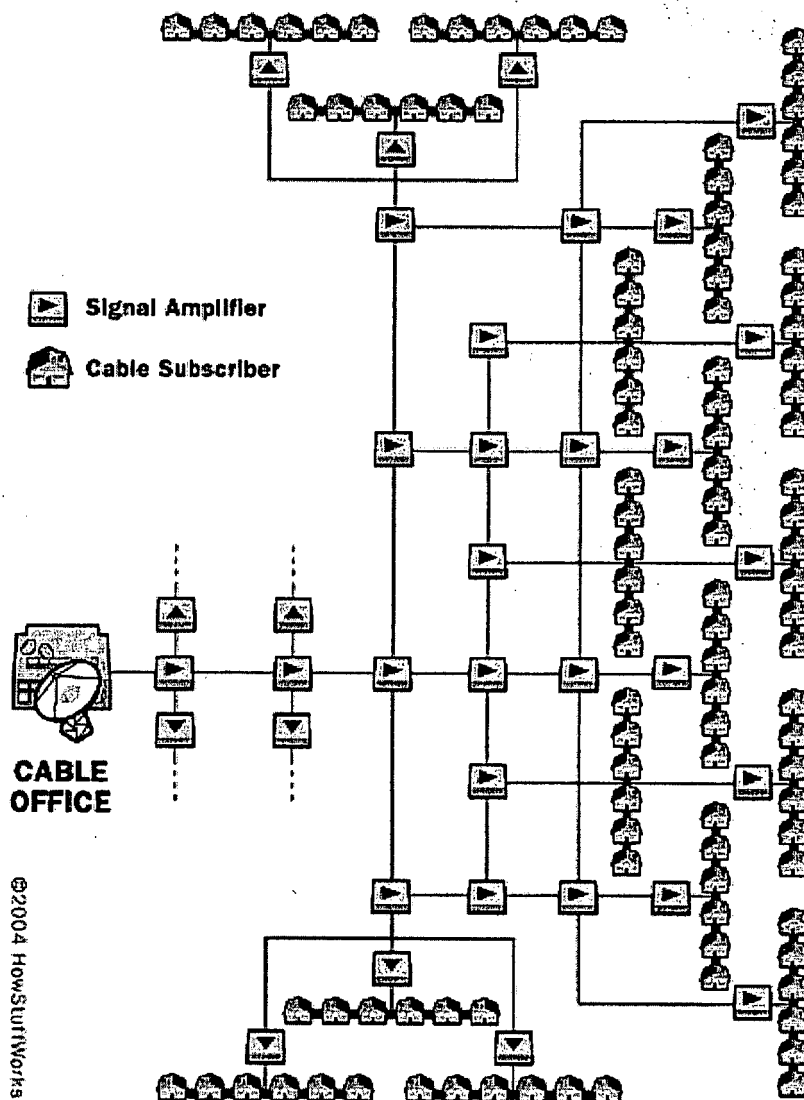 Signal Amplifier
Cable Subscriber
CABLE
OFFICE
©2004 HowStuffWorks